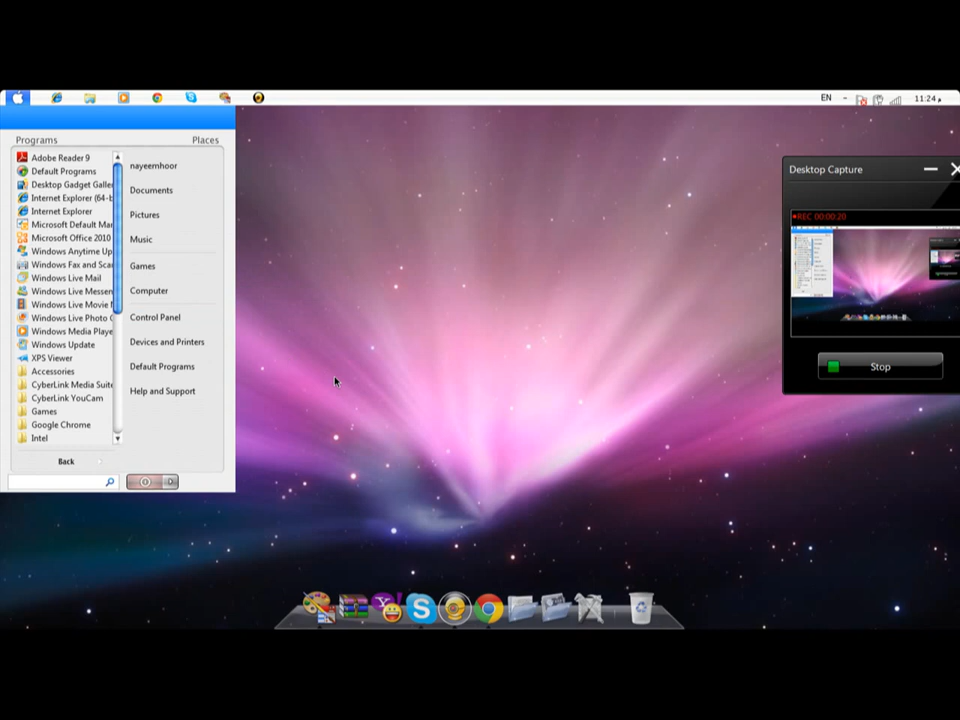 EN
11:24 م
Programs
Places
Adobe Reader 9
Default Programs
Desktop Gadget Galle
Internet Explorer (64-b
Internet Explorer
Microsoft Default Ma
Microsoft Office 2010
Windows Anytime Up
Windows Fax and Sca
Windows Live Mail
Windows Live Messen
Windows Live Movie
Windows Live Photo
Windows Media Playe
Windows Update
XPS Viewer
Accessories
CyberLink Media Suit
CyberLink YouCam
Games
Google Chrome
Intel
Back
nayeemhoor
Documents
Pictures
Music
Games
Computer
Control Panel
Devices and Printers
Default Programs
Help and Support
Desktop Capture
REC 00:00:20
Stop